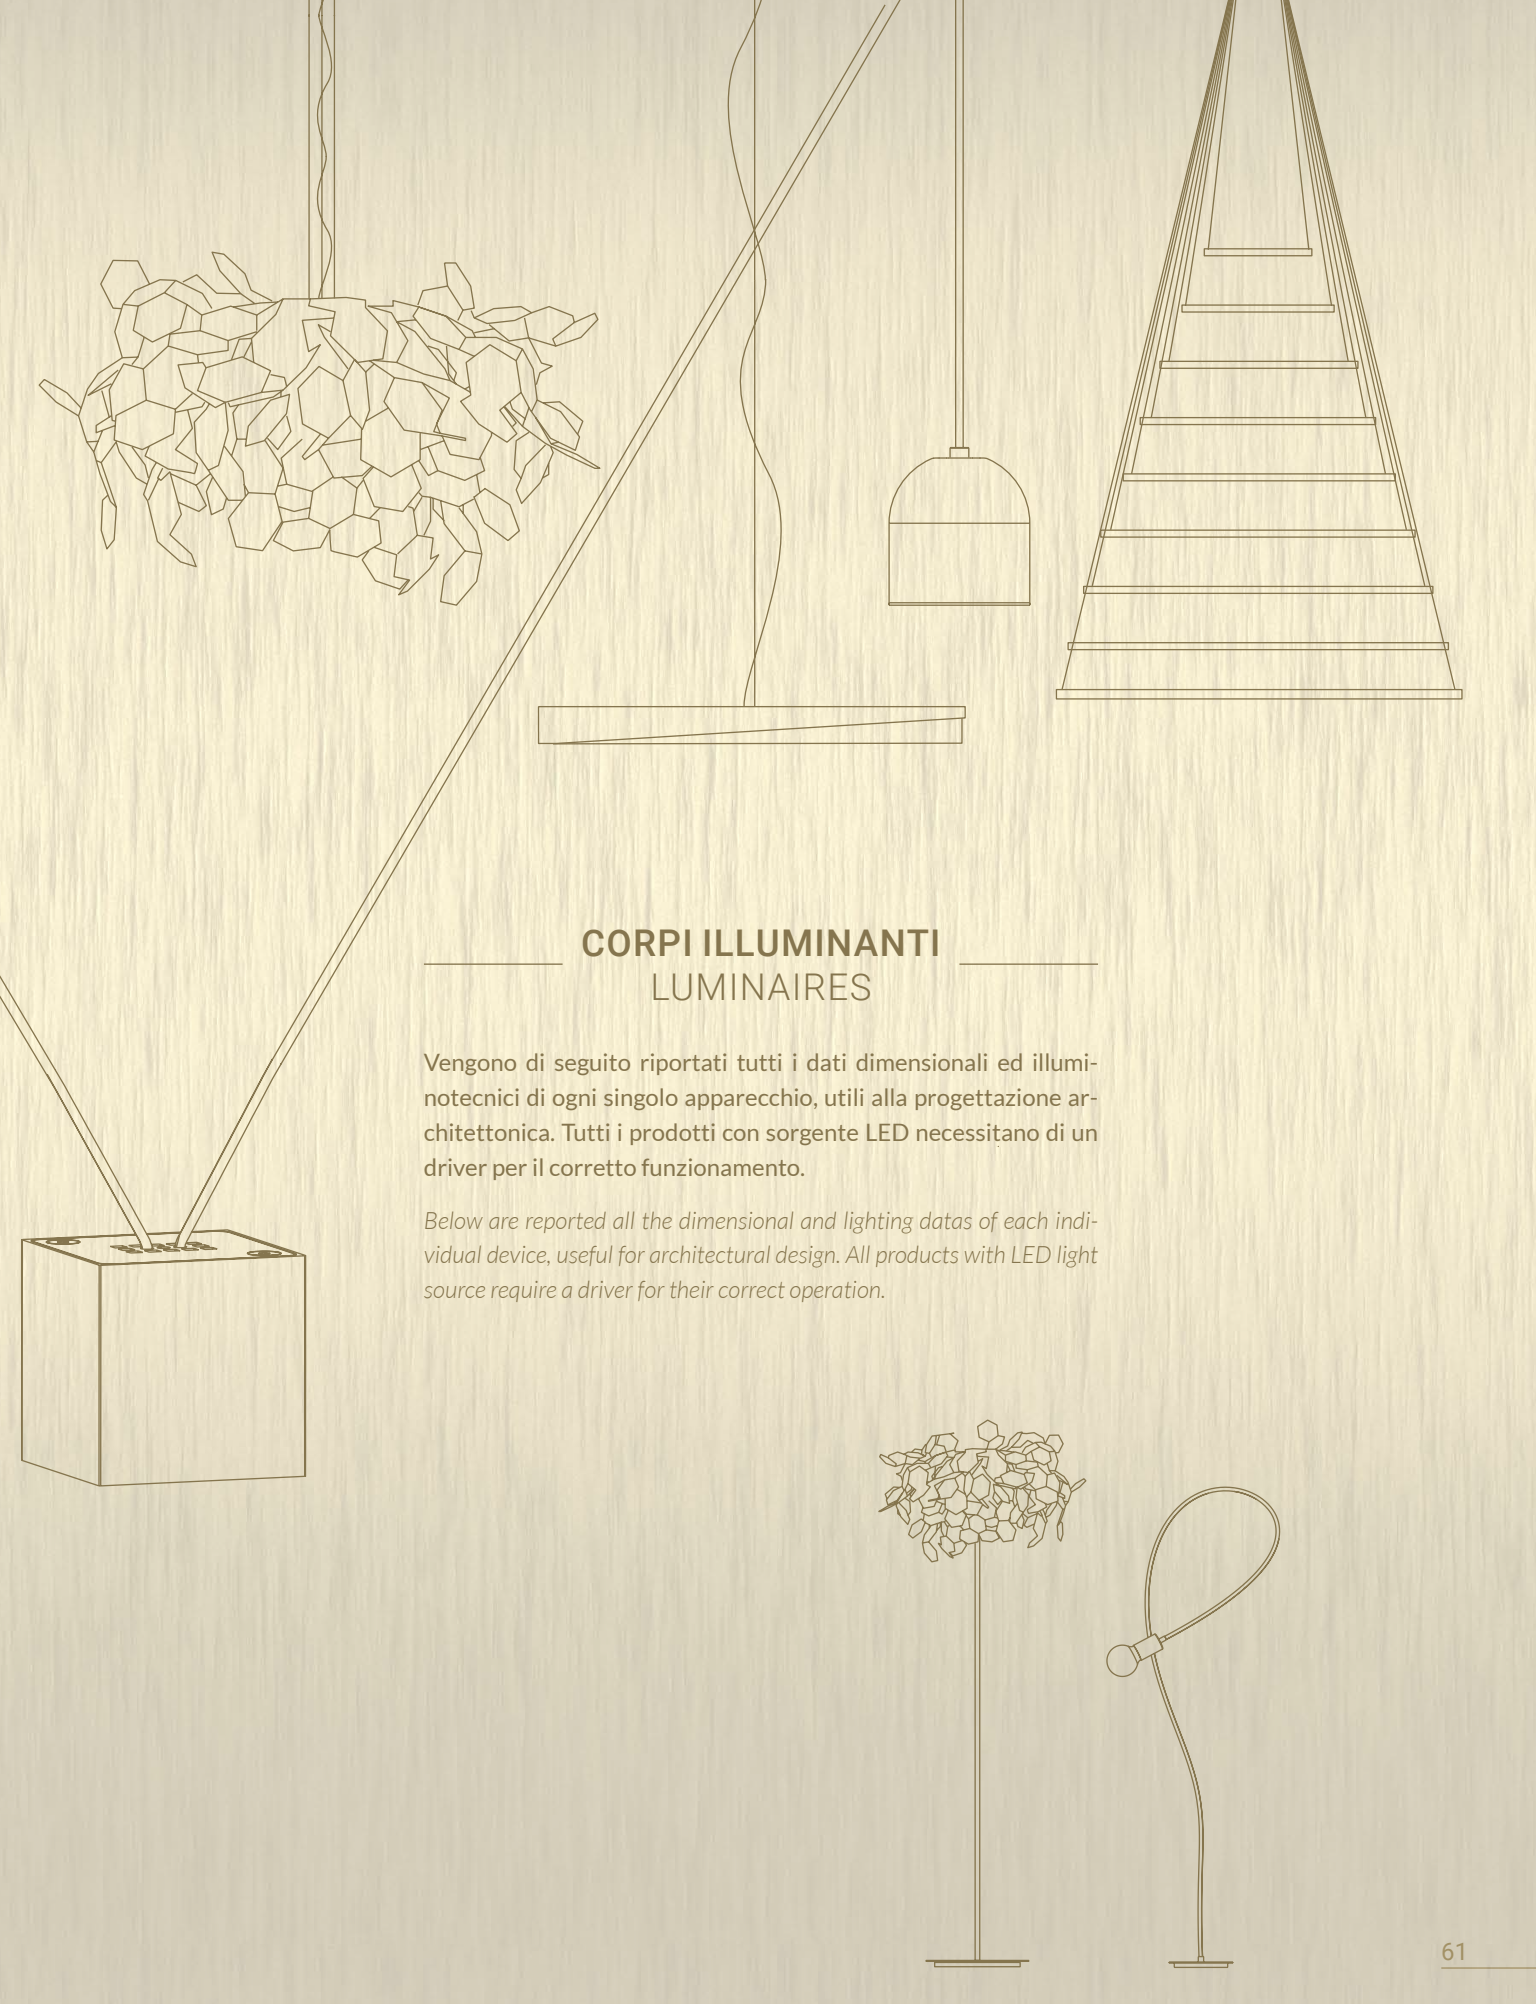 CORPI ILLUMINANTI
LUMINAIRES
Vengono di seguito riportati tutti i dati dimensionali ed illumi-
notecnici di ogni singolo apparecchio, utili alla progettazione ar-
chitettonica. Tutti i prodotti con sorgente LED necessitano di un
driver per il corretto funzionamento.
Below are reported all the dimensional and lighting datas of each indi-
vidual device, useful for architectural design. All products with LED light
source require a driver for their correct operation.
61